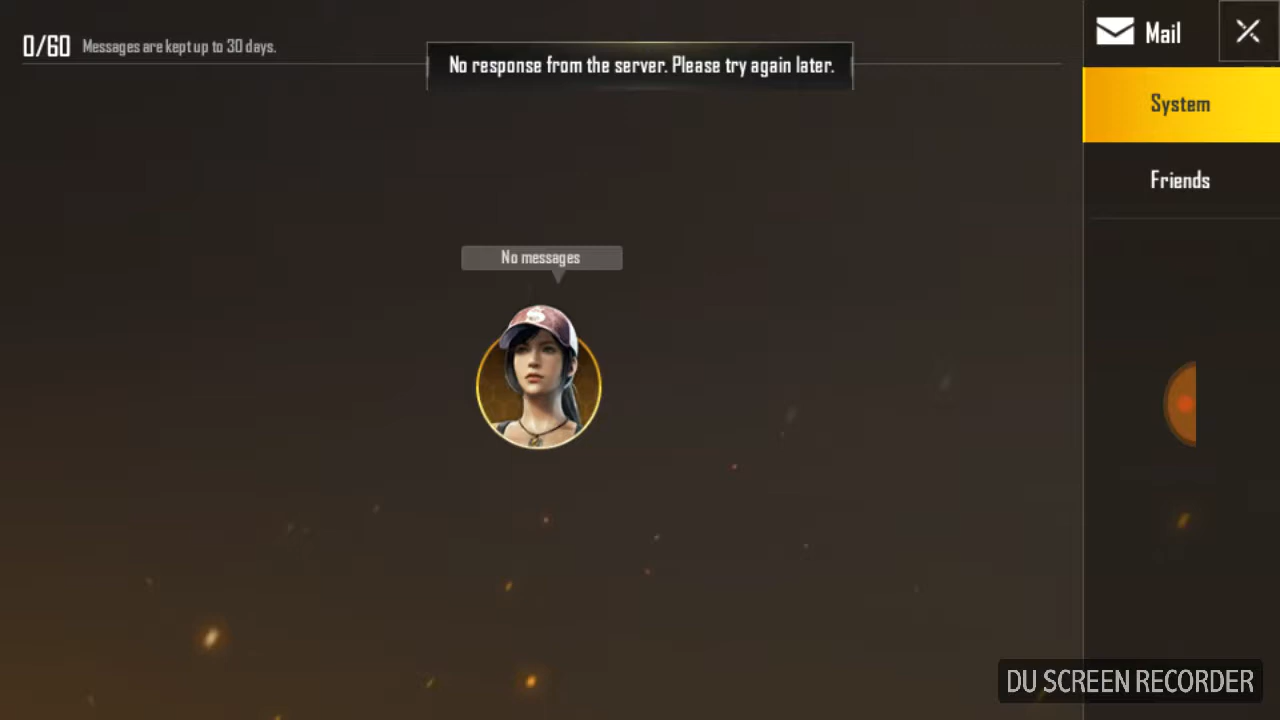 0/60 Messages are kept up to 30 days.
No response from the server. Please try again later.
Mail
System
Friends
No messages
DU SCREEN RECORDER